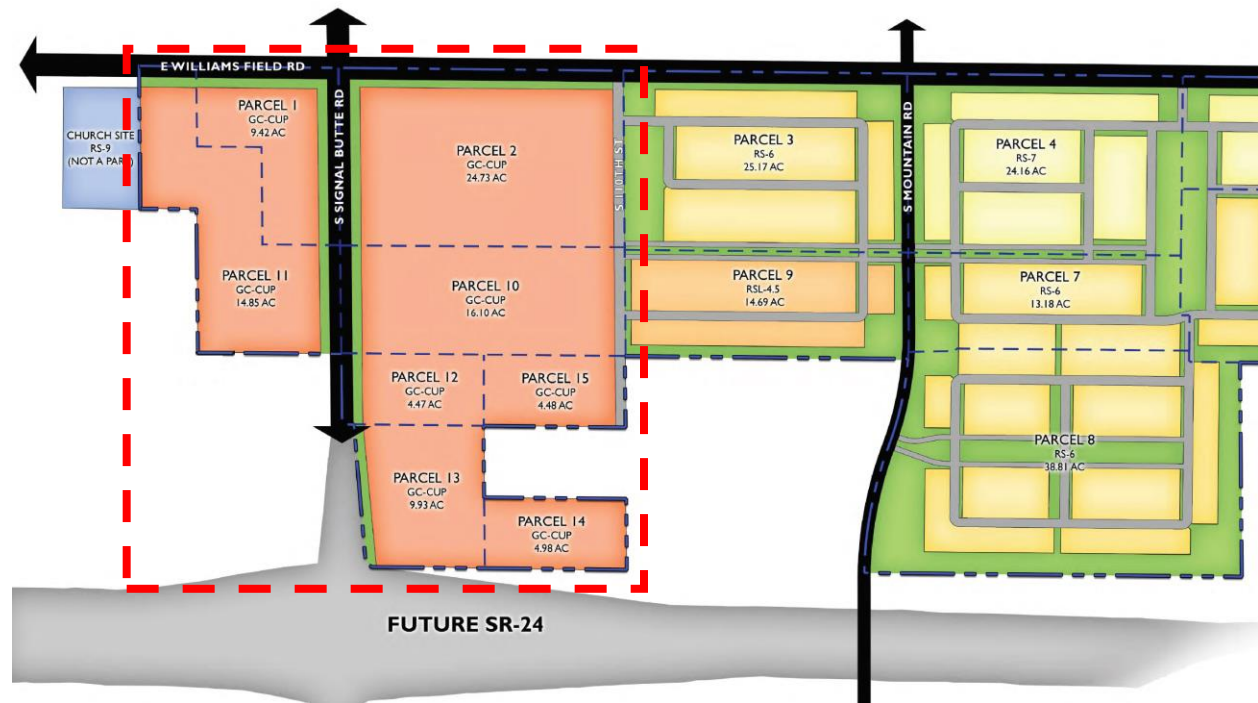 E WILLIAMS FIELD RD
S SIGNAL BUTTE RD
S MOUNTAIN RD
S 110TH ST
CHURCH SITE
RS-9
(NOT A PART)
PARCEL 1
GC-CUP
9.42 AC
PARCEL 2
GC-CUP
24.73 AC
PARCEL 3
RS-6
25.17 AC
PARCEL 4
RS-7
24.16 AC
PARCEL 11
GC-CUP
14.85 AC
PARCEL 10
GC-CUP
16.10 AC
PARCEL 9
RSL-4.5
14.69 AC
PARCEL 7
RS-6
13.18 AC
PARCEL 12
GC-CUP
4.47 AC
PARCEL 15
GC-CUP
4.48 AC
PARCEL 8
RS-6
38.81 AC
PARCEL 13
GC-CUP
9.93 AC
PARCEL 14
GC-CUP
4.98 AC
FUTURE SR-24